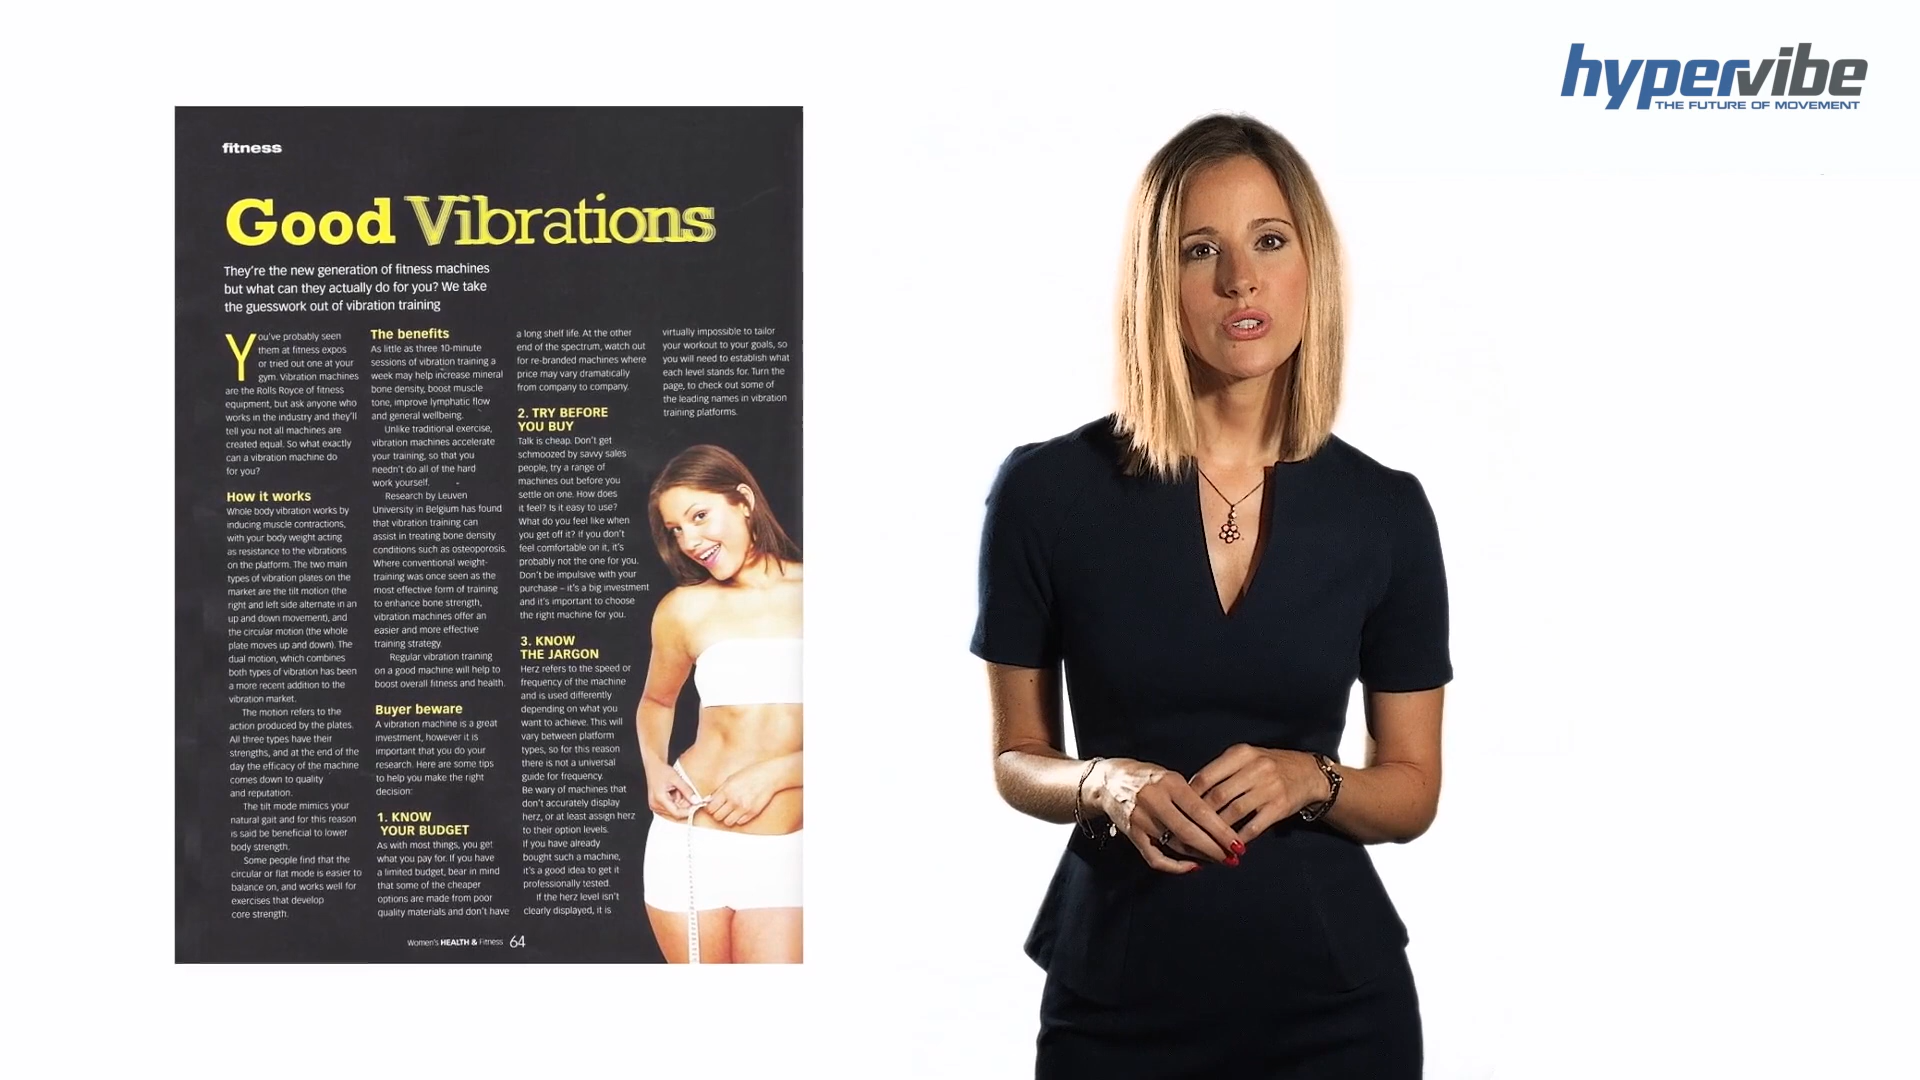 hypervibe
THE FUTURE OF MOVEMENT
fitness
Good Vibrations
They're the new generation of fitness machines
but what can they actually do for you? We take
the guesswork out of vibration training
You've probably seen
them at fitness expos
or tried out one at your
gym. Vibration machines
are the Rolls Royce of fitness
equipment, but ask anyone who
works in the industry and they'll
tell you not all machines are
created equal. So what exactly
can a vibration machine do
for you?
How it works
Whole body vibration works by
inducing muscle contractions,
with your body weight acting
as resistance to the vibrations
on the platform. The two main
types of vibration plates on the
market are the tilt motion (the
right and left side alternate in an
up and down movement), and
the circular motion (the whole
plate moves up and down). The
dual motion, which combines
both types of vibration has been
a more recent addition to the
vibration market.
The motion refers to the
action produced by the plates.
All three types have their
strengths, and at the end of the
day the efficacy of the machine
comes down to quality
and reputation.
The tilt mode mimics your
natural gait and for this reason
is said be beneficial to lower
body strength.
Some people find that the
circular or flat mode is easier to
balance on, and works well for
exercises that develop
core strength.
The benefits
As little as three 10-minute
sessions of vibration training a
week may help increase mineral
bone density, boost muscle
tone, improve lymphatic flow
and general wellbeing.
Unlike traditional exercise,
vibration machines accelerate
your training, so that you
needn't do all of the hard
work yourself.
Research by Leuven
University in Belgium has found
that vibration training can
assist in treating bone density
conditions such as osteoporosis.
Where conventional weight-
training was once seen as the
most effective form of training
to enhance bone strength,
vibration machines offer an
easier and more effective
training strategy.
Regular vibration training
on a good machine will help to
boost overall fitness and health.
Buyer beware
A vibration machine is a great
investment, however it is
important that you do your
research. Here are some tips
to help you make the right
decision:
1. KNOW
YOUR BUDGET
As with most things, you get
what you pay for. If you have
a limited budget, bear in mind
that some of the cheaper
options are made from poor
quality materials and don't have
a long shelf life. At the other
end of the spectrum, watch out
for re-branded machines where
price may vary dramatically
from company to company.
2. TRY BEFORE
YOU BUY
Talk is cheap. Don't get
schmoozed by savvy sales
people, try a range of
machines out before you
settle on one. How does
it feel? Is it easy to use?
What do you feel like when
you get off it? If you don't
feel comfortable on it, it's
probably not the one for you.
Don't be impulsive with your
purchase – it's a big investment
and it's important to choose
the right machine for you.
3. KNOW
THE JARGON
Herz refers to the speed or
frequency of the machine
and is used differently
depending on what you
want to achieve. This will
vary between platform
types, so for this reason
there is not a universal
guide for frequency.
Be wary of machines that
don't accurately display
herz, or at least assign herz
to their option levels.
If you have already
bought such a machine,
it's a good idea to get it
professionally tested.
If the herz level isn't
clearly displayed, it is
virtually impossible to tailor
your workout to your goals, so
you will need to establish what
each level stands for. Turn the
page, to check out some of
the leading names in vibration
training platforms.
Women's HEALTH & Fitness 64